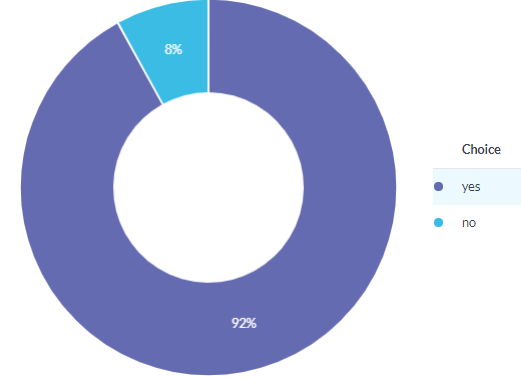 8%
92%
Choice
yes
no